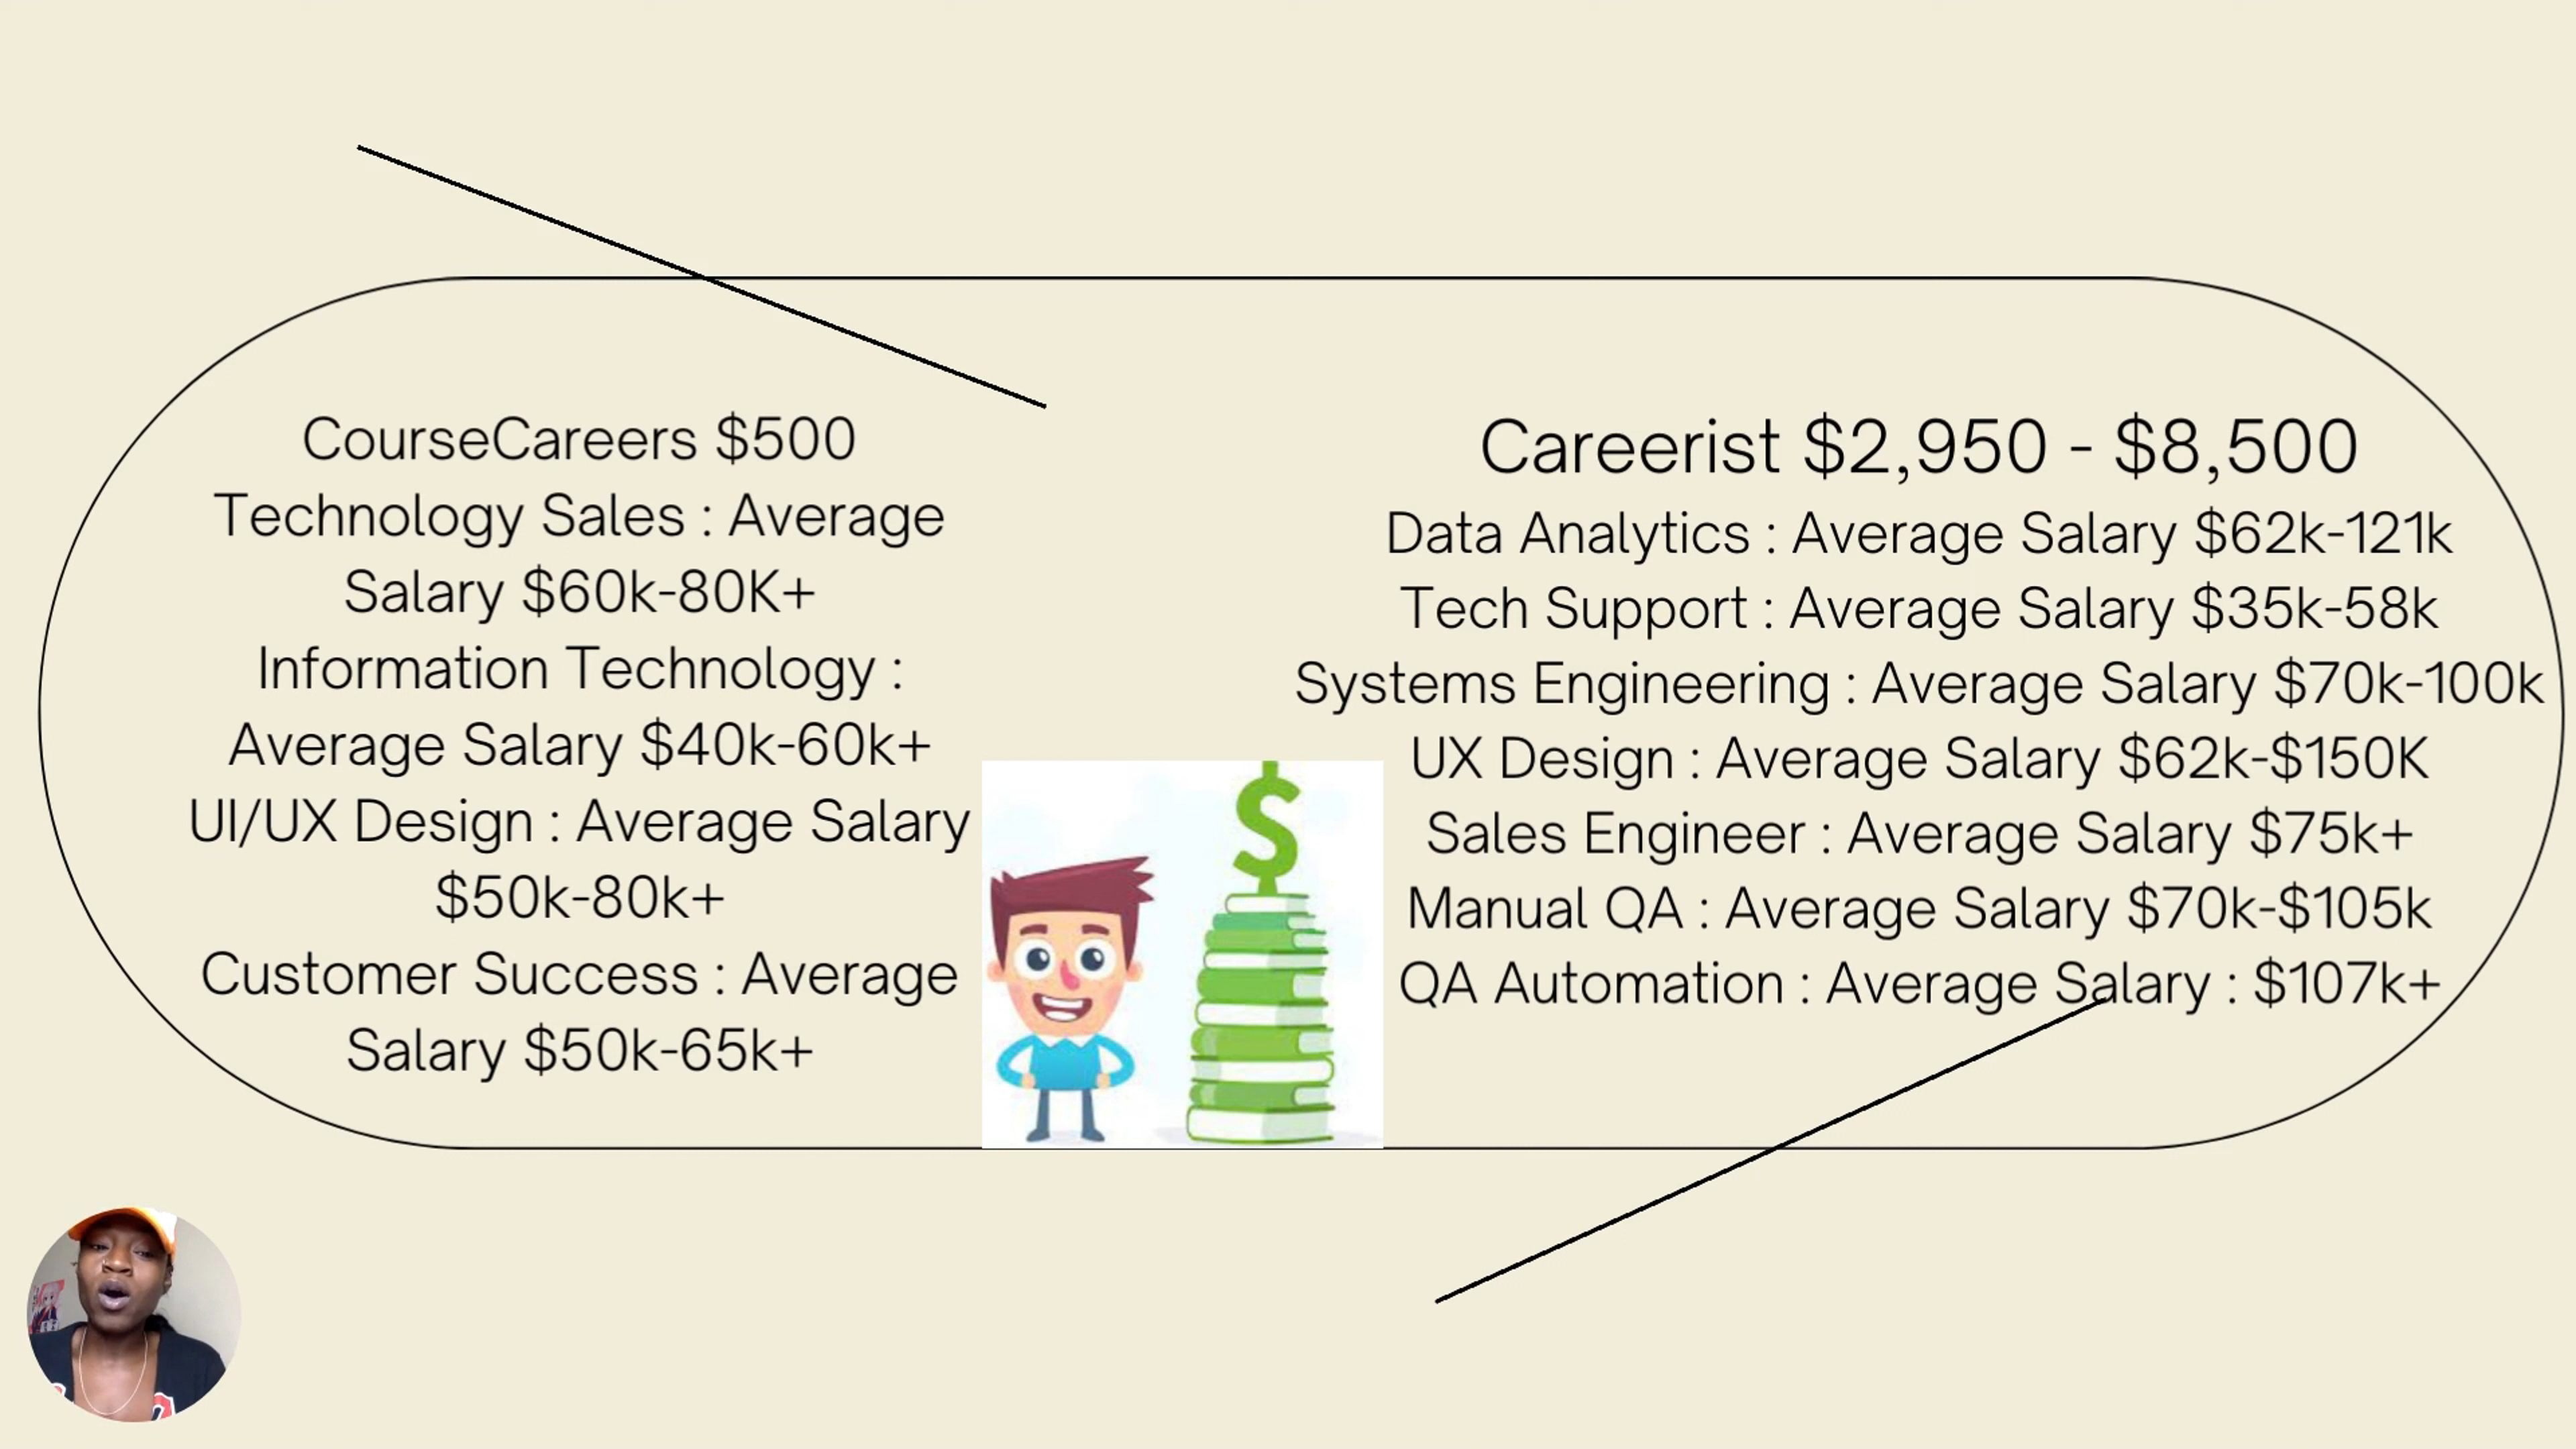 CourseCareers $500
Technology Sales : Average
Salary $60k-80K+
Information Technology :
Average Salary $40k-60k+
UI/UX Design : Average Salary
$50k-80k+
Customer Success : Average
Salary $50k-65k+
Careerist $2,950 - $8,500
Data Analytics : Average Salary $62k-121k
Tech Support : Average Salary $35k-58k
Systems Engineering : Average Salary $70k-100k
UX Design : Average Salary $62k-$150K
Sales Engineer : Average Salary $75k+
Manual QA : Average Salary $70k-$105k
QA Automation : Average Salary : $107k+
$